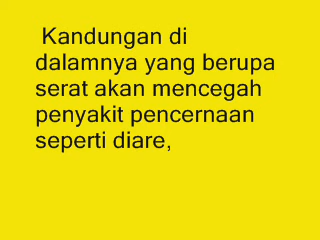 Kandungan di
dalamnya yang berupa
serat akan mencegah
penyakit pencernaan
seperti diare,